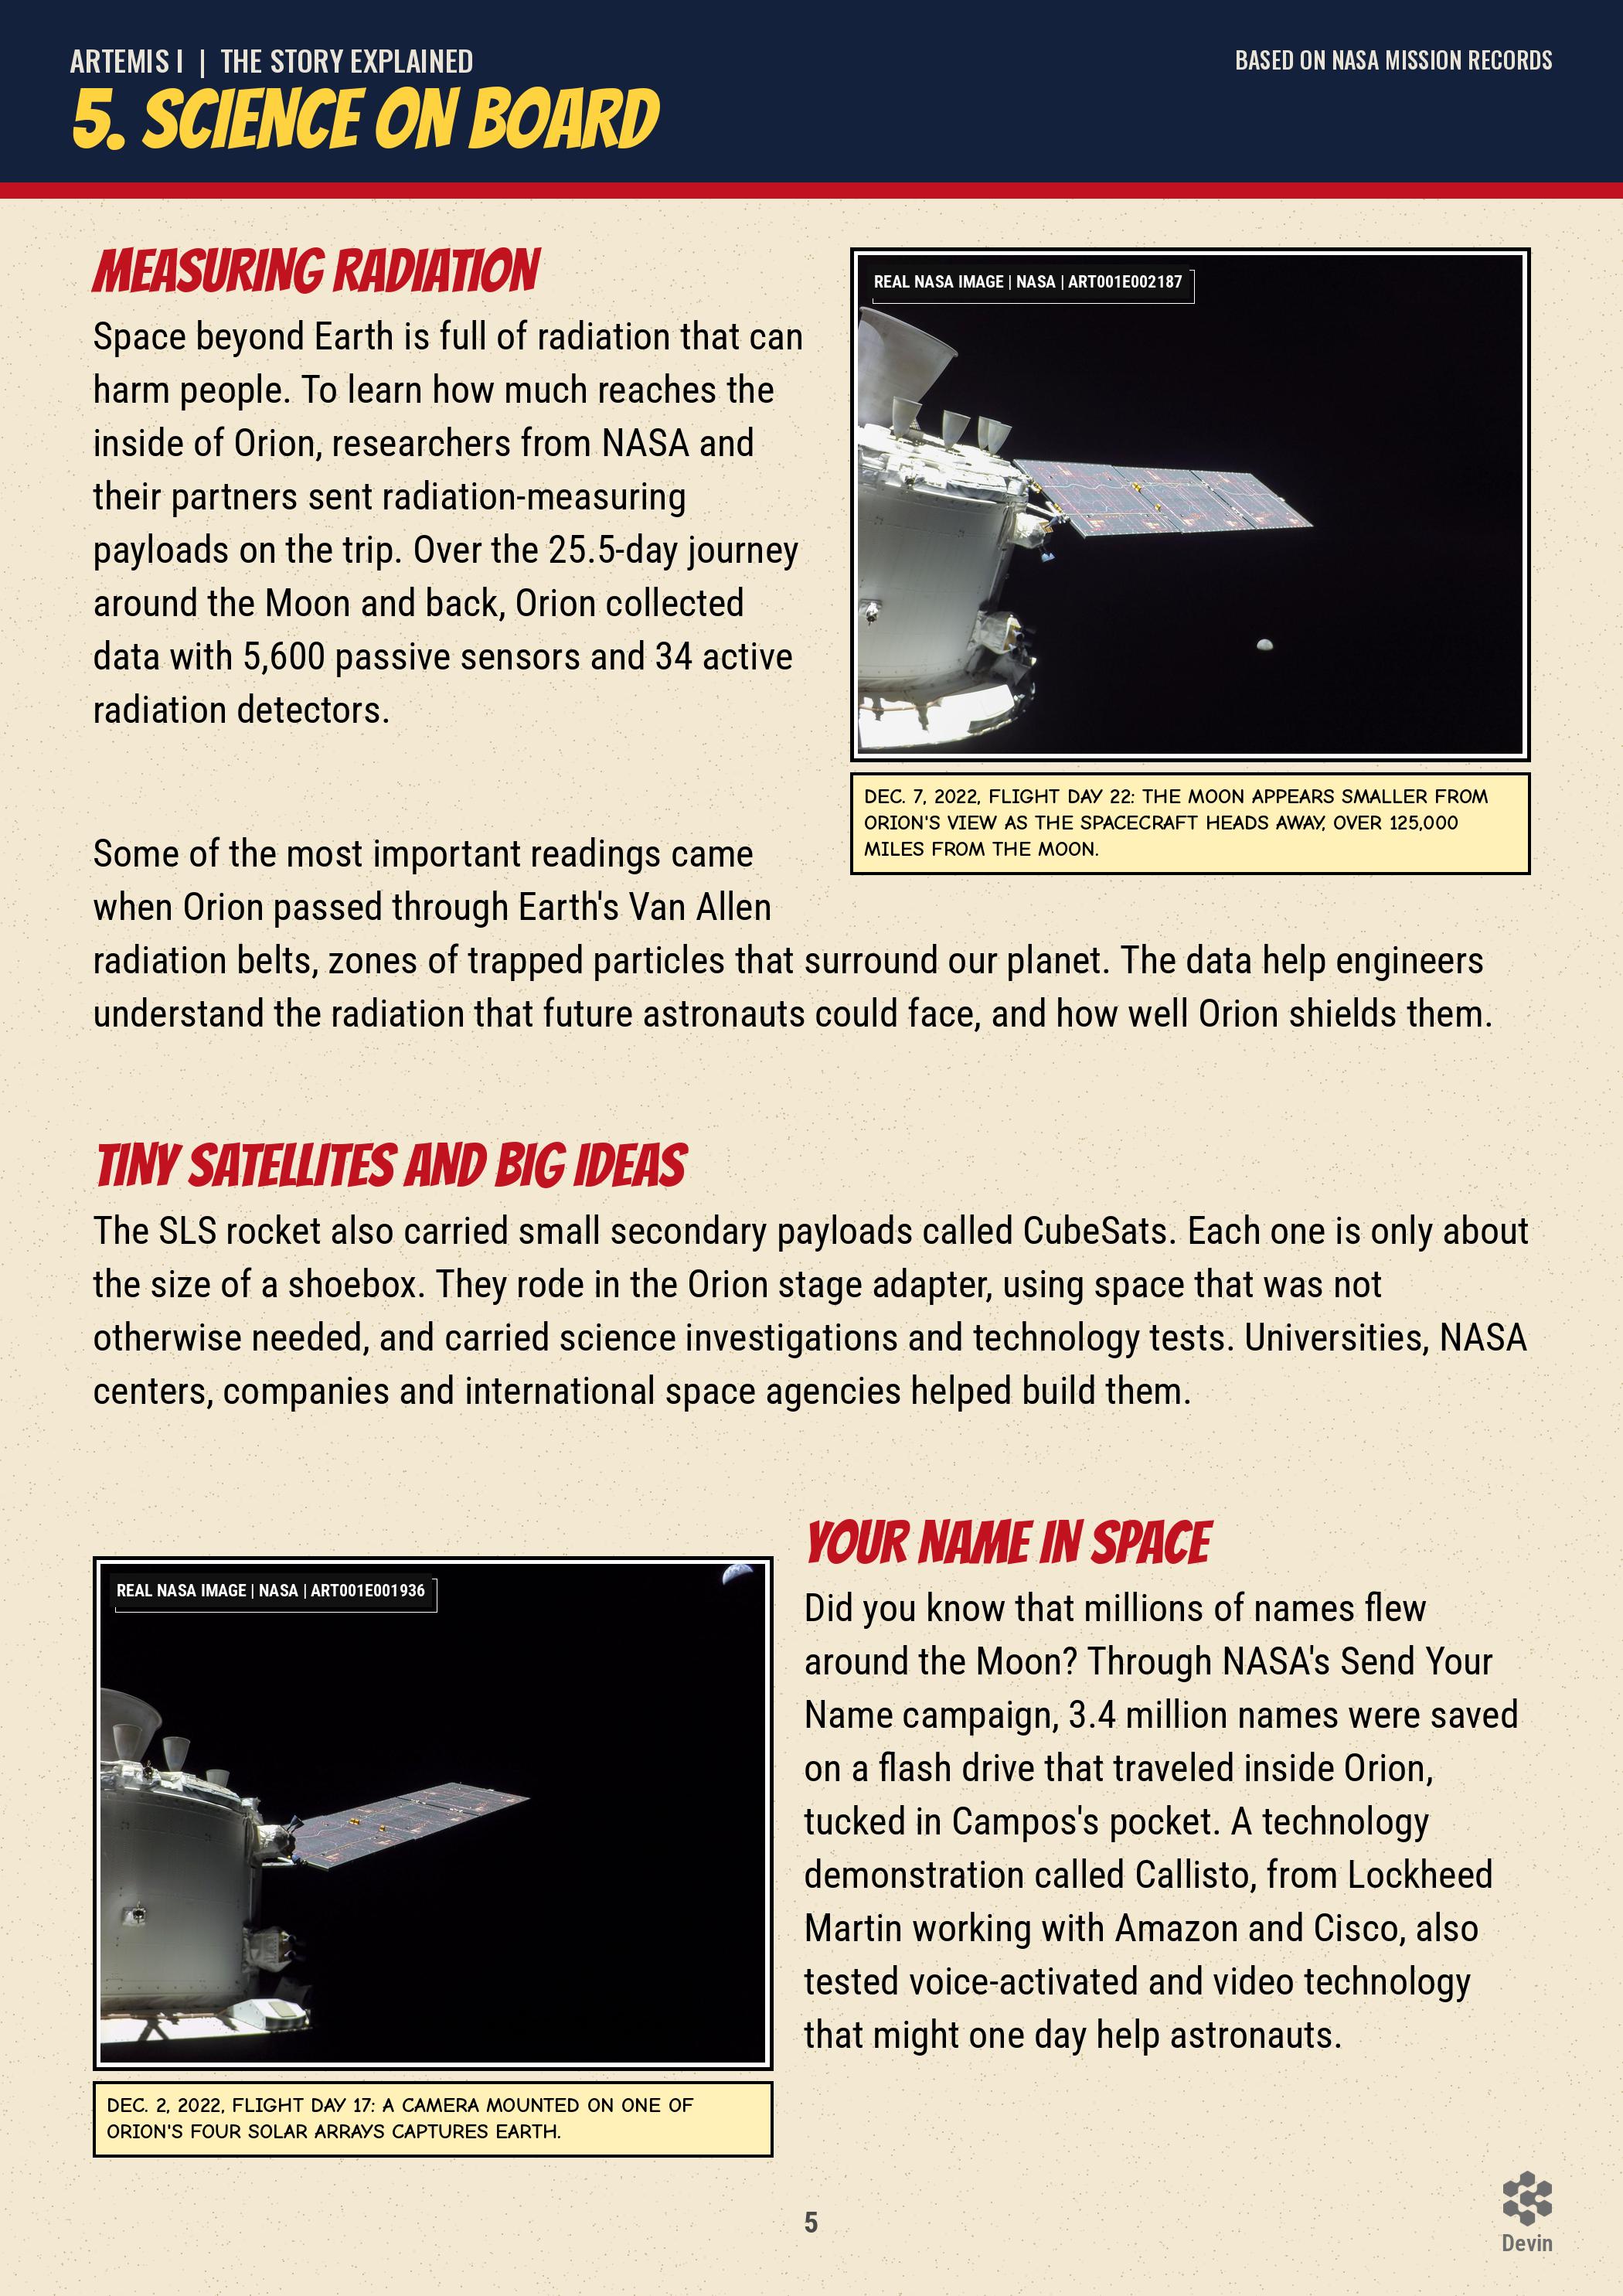 ARTEMIS I | THE STORY EXPLAINED
BASED ON NASA MISSION RECORDS
5. SCIENCE ON BOARD
MEASURING RADIATION
Space beyond Earth is full of radiation that can
harm people. To learn how much reaches the
inside of Orion, researchers from NASA and
their partners sent radiation-measuring
payloads on the trip. Over the 25.5-day journey
around the Moon and back, Orion collected
data with 5,600 passive sensors and 34 active
radiation detectors.
REAL NASA IMAGE | NASA | ART001E002187
DEC. 7, 2022, FLIGHT DAY 22: THE MOON APPEARS SMALLER FROM
ORION'S VIEW AS THE SPACECRAFT HEADS AWAY, OVER 125,000
MILES FROM THE MOON.
Some of the most important readings came
when Orion passed through Earth's Van Allen
radiation belts, zones of trapped particles that surround our planet. The data help engineers
understand the radiation that future astronauts could face, and how well Orion shields them.
TINY SATELLITES AND BIG IDEAS
The SLS rocket also carried small secondary payloads called CubeSats. Each one is only about
the size of a shoebox. They rode in the Orion stage adapter, using space that was not
otherwise needed, and carried science investigations and technology tests. Universities, NASA
centers, companies and international space agencies helped build them.
REAL NASA IMAGE | NASA | ART001E001936
DEC. 2, 2022, FLIGHT DAY 17: A CAMERA MOUNTED ON ONE OF
ORION'S FOUR SOLAR ARRAYS CAPTURES EARTH.
YOUR NAME IN SPACE
Did you know that millions of names flew
around the Moon? Through NASA's Send Your
Name campaign, 3.4 million names were saved
on a flash drive that traveled inside Orion,
tucked in Campos's pocket. A technology
demonstration called Callisto, from Lockheed
Martin working with Amazon and Cisco, also
tested voice-activated and video technology
that might one day help astronauts.
5
Devin